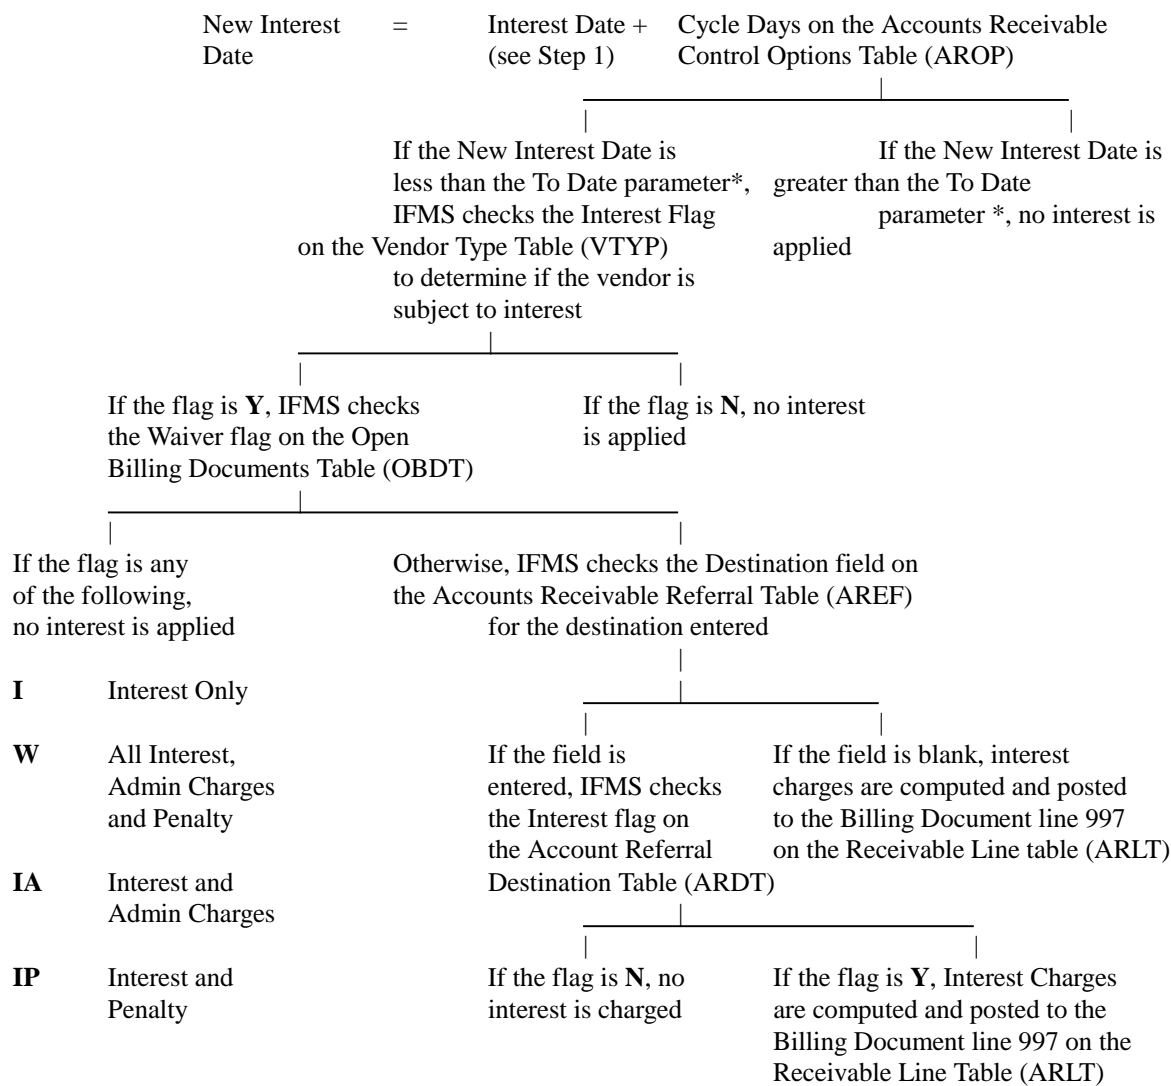 New Interest = Interest Date + Cycle Days on the Accounts Receivable
Date (see Step 1) Control Options Table (AROP)
|
| |
If the New Interest Date is If the New Interest Date is
less than the To Date parameter*, greater than the To Date
IFMS checks the Interest Flag parameter *, no interest is
on the Vendor Type Table (VTYP) applied
to determine if the vendor is
subject to interest
|
| |
If the flag is Y, IFMS checks If the flag is N, no interest
the Waiver flag on the Open is applied
Billing Documents Table (OBDT)
|
| |
If the flag is any Otherwise, IFMS checks the Destination field on
of the following, the Accounts Receivable Referral Table (AREF)
no interest is applied for the destination entered
|
I Interest Only |
| |
W All Interest, If the field is If the field is blank, interest
Admin Charges entered, IFMS checks charges are computed and posted
and Penalty the Interest flag on to the Billing Document line 997
the Account Referral on the Receivable Line table (ARLT)
IA Interest and Destination Table (ARDT)
Admin Charges |
| |
IP Interest and If the flag is N, no If the flag is Y, Interest Charges
Penalty interest is charged are computed and posted to the
Billing Document line 997 on the
Receivable Line Table (ARLT)